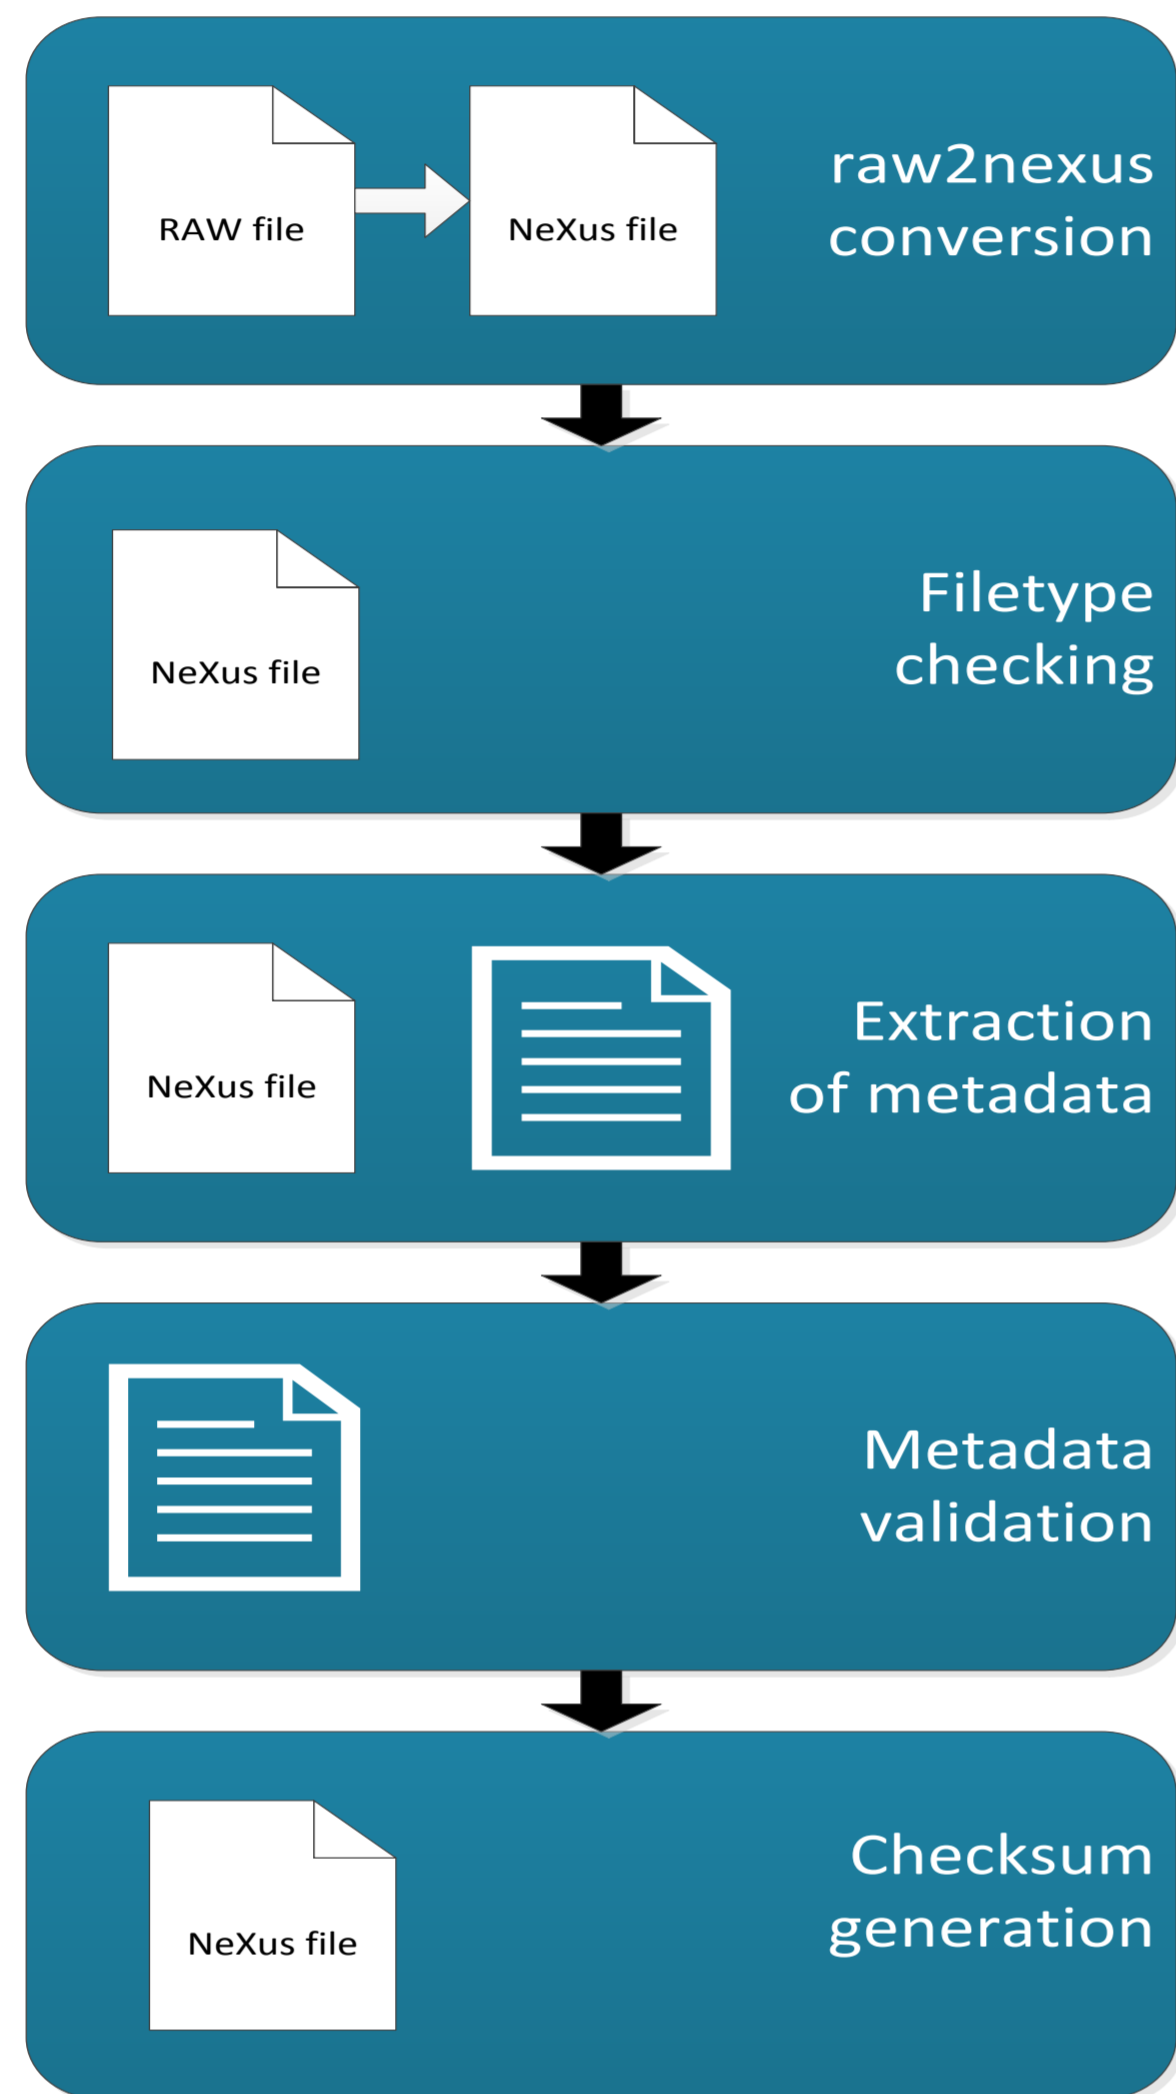 RAW file
NeXus file
raw2nexus
conversion
NeXus file
Filetype
checking
NeXus file
Extraction
of metadata
Metadata
validation
NeXus file
Checksum
generation